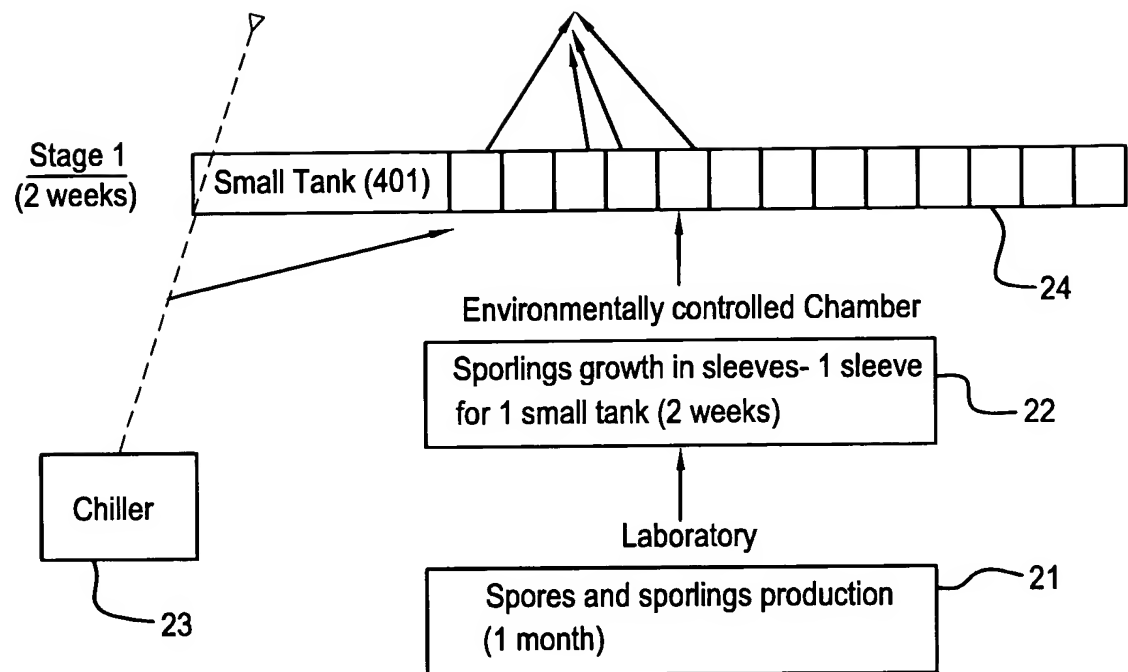 Stage 1
(2 weeks)
Small Tank (401)
24
Environmentally controlled Chamber
Sporlings growth in sleeves- 1 sleeve
for 1 small tank (2 weeks)
22
Chiller
23
Laboratory
Spores and sporlings production
(1 month)
21